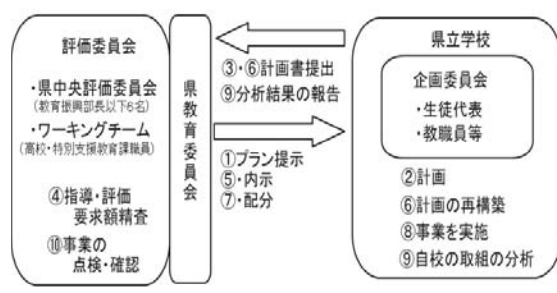 評価委員会
・県中央評価委員会
(教育振興部長以下6名)
・ワーキングチーム
(高校・特別支援教育課職員)
④指導・評価
要求額精査
⑩事業の
点検・確認
県教育委員会
③・⑥計画書提出
⑨分析結果の報告
①プラン提示
⑤・内示
⑦・配分
県立学校
企画委員会
・生徒代表
・教職員等
②計画
⑥計画の再構築
⑧事業を実施
⑨自校の取組の分析